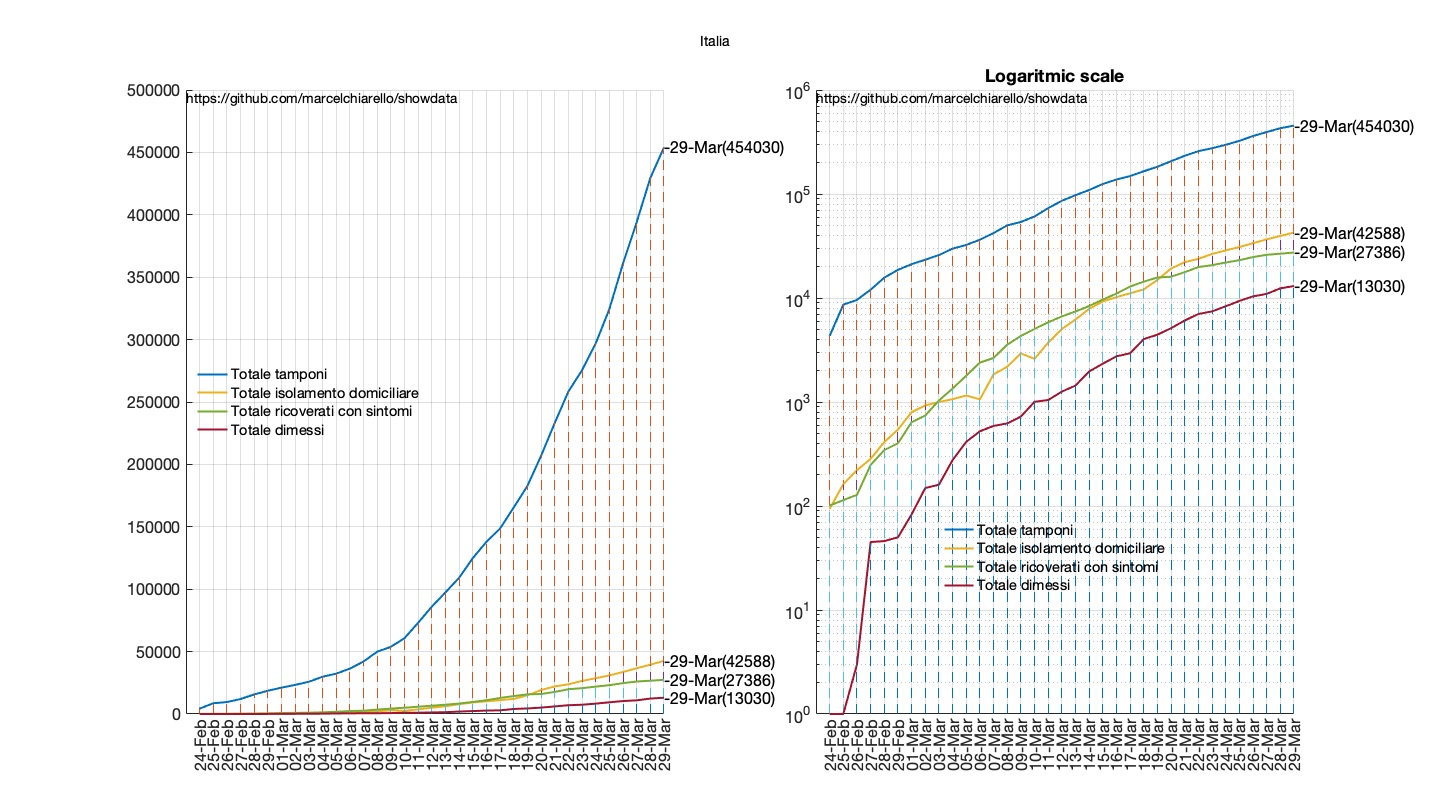 Italia
500000
450000
400000
350000
300000
250000
200000
150000
100000
50000
0
https://github.com/marcelchiarello/showdata
-29-Mar(454030)
Totale tamponi
Totale isolamento domiciliare
Totale ricoverati con sintomi
Totale dimessi
-29-Mar(42588)
-29-Mar(27386)
-29-Mar(13030)
24-Feb
25-Feb
26-Feb
27-Feb
28-Feb
29-Feb
01-Mar
02-Mar
03-Mar
04-Mar
05-Mar
06-Mar
07-Mar
08-Mar
09-Mar
10-Mar
11-Mar
12-Mar
13-Mar
14-Mar
15-Mar
16-Mar
17-Mar
18-Mar
19-Mar
20-Mar
21-Mar
22-Mar
23-Mar
24-Mar
25-Mar
26-Mar
27-Mar
28-Mar
29-Mar
Logaritmic scale
10^6
10^5
10^4
10^3
10^2
10^1
10^0
https://github.com/marcelchiarello/showdata
-29-Mar(454030)
-29-Mar(42588)
-29-Mar(27386)
-29-Mar(13030)
Totale tamponi
Totale isolamento domiciliare
Totale ricoverati con sintomi
Totale dimessi
24-Feb
25-Feb
26-Feb
27-Feb
28-Feb
29-Feb
01-Mar
02-Mar
03-Mar
04-Mar
05-Mar
06-Mar
07-Mar
08-Mar
09-Mar
10-Mar
11-Mar
12-Mar
13-Mar
14-Mar
15-Mar
16-Mar
17-Mar
18-Mar
19-Mar
20-Mar
21-Mar
22-Mar
23-Mar
24-Mar
25-Mar
26-Mar
27-Mar
28-Mar
29-Mar